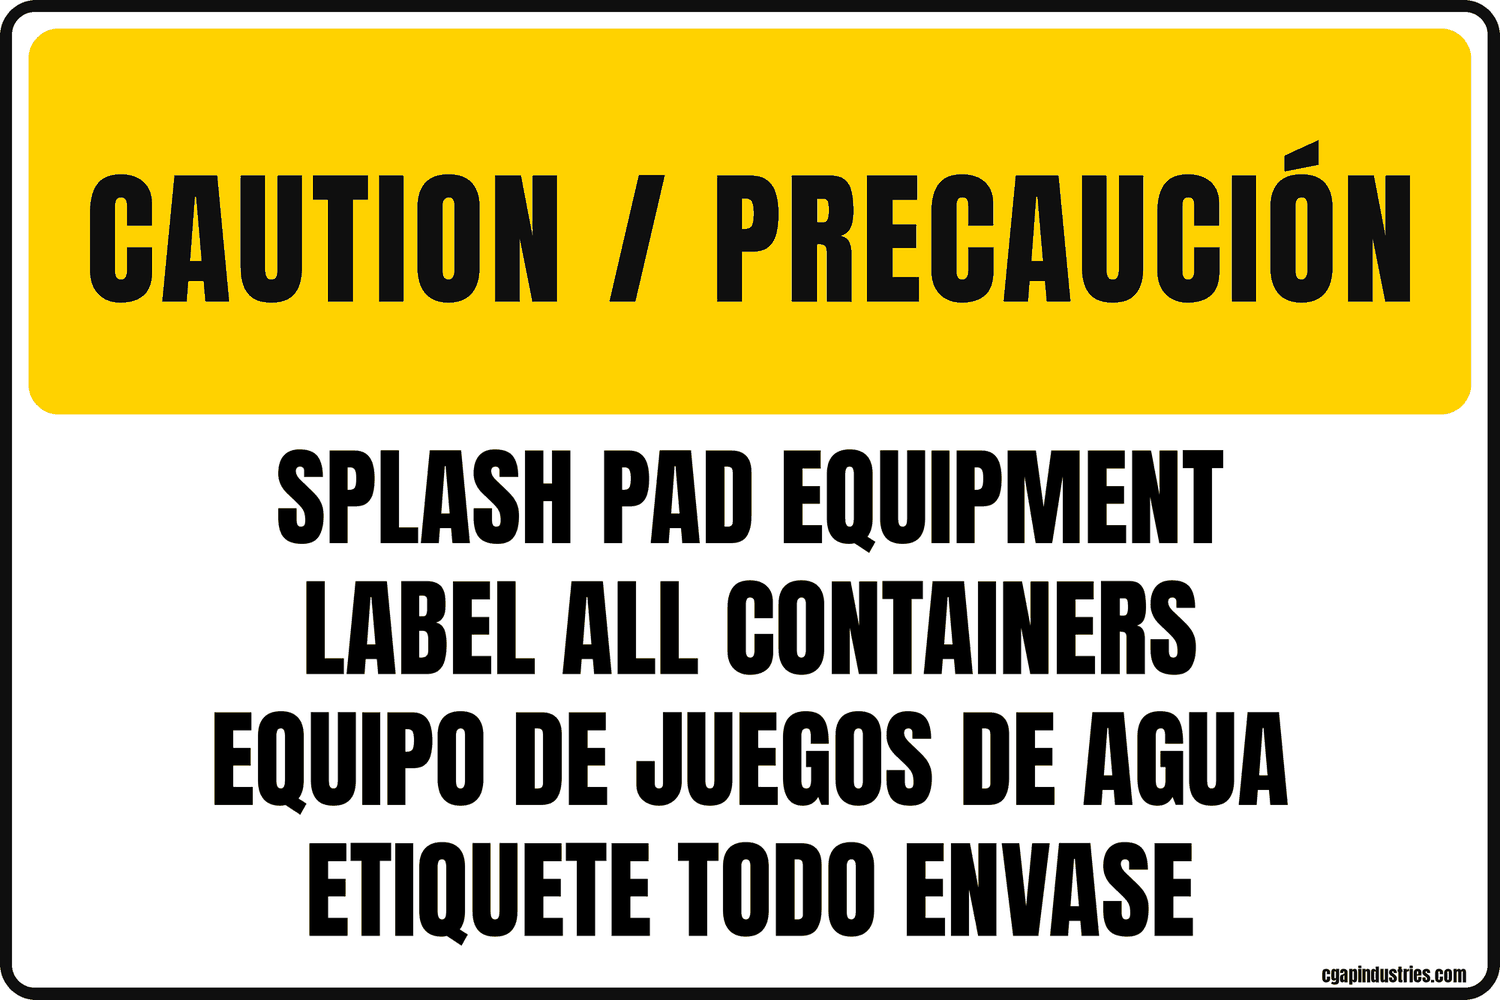 CAUTION / PRECAUCIÓN
SPLASH PAD EQUIPMENT
LABEL ALL CONTAINERS
EQUIPO DE JUEGOS DE AGUA
ETIQUETE TODO ENVASE
cgapindustries.com